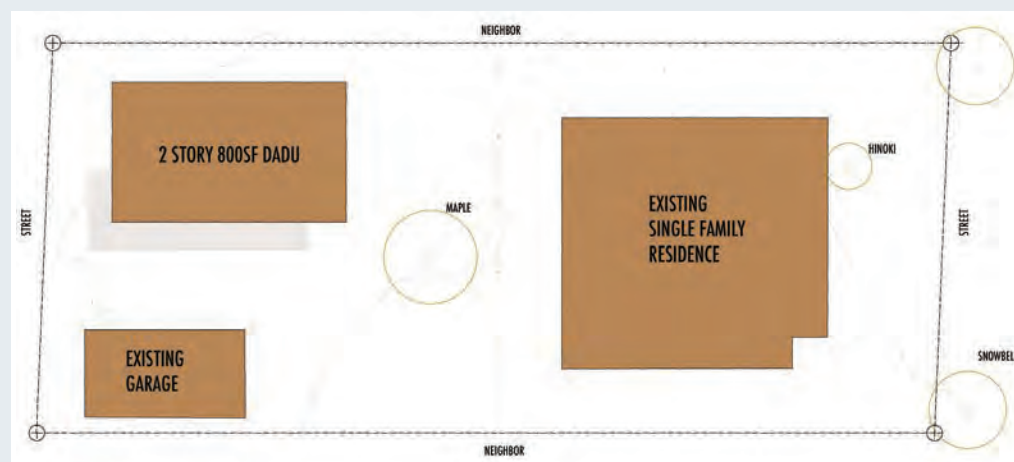 NEIGHBOR
2 STORY 800SF DADU
HINOKI
MAPLE
EXISTING
SINGLE FAMILY
RESIDENCE
STREET
STREET
EXISTING
GARAGE
SNOWBEL
NEIGHBOR